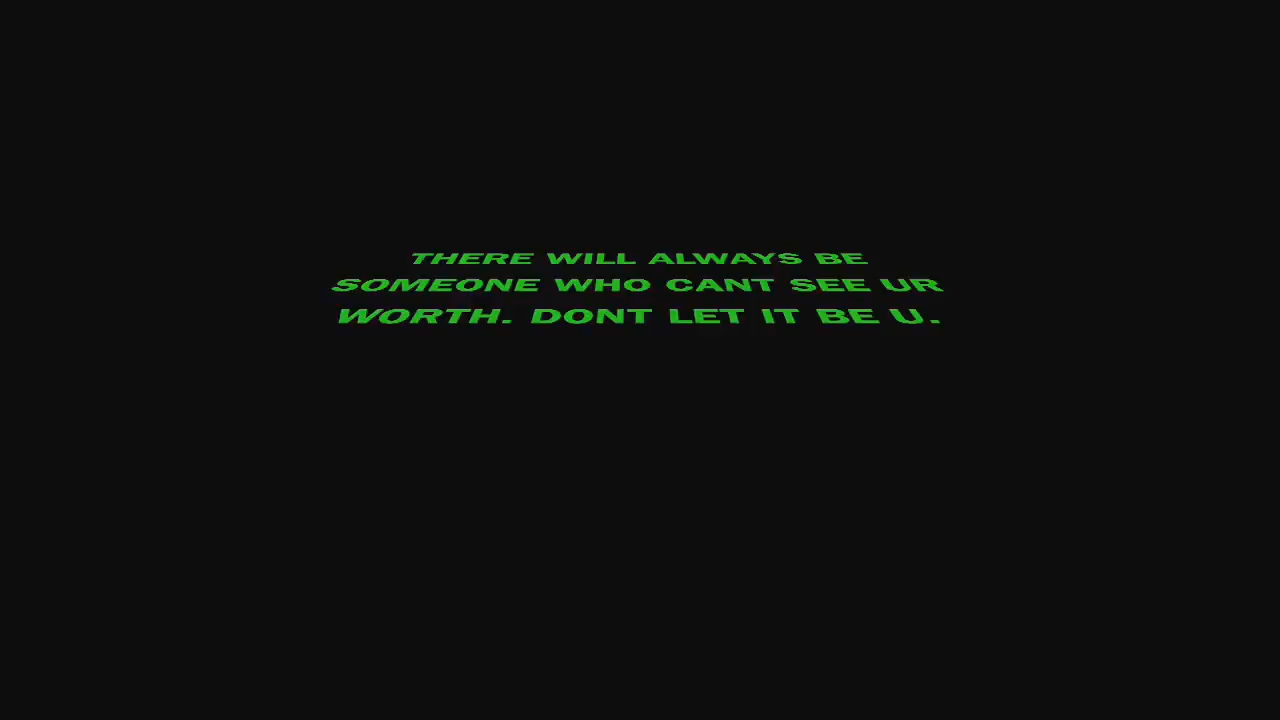 THERE WILL ALWAYS BE
SOMEONE WHO CANT SEE UR
WORTH. DONT LET IT BE U.